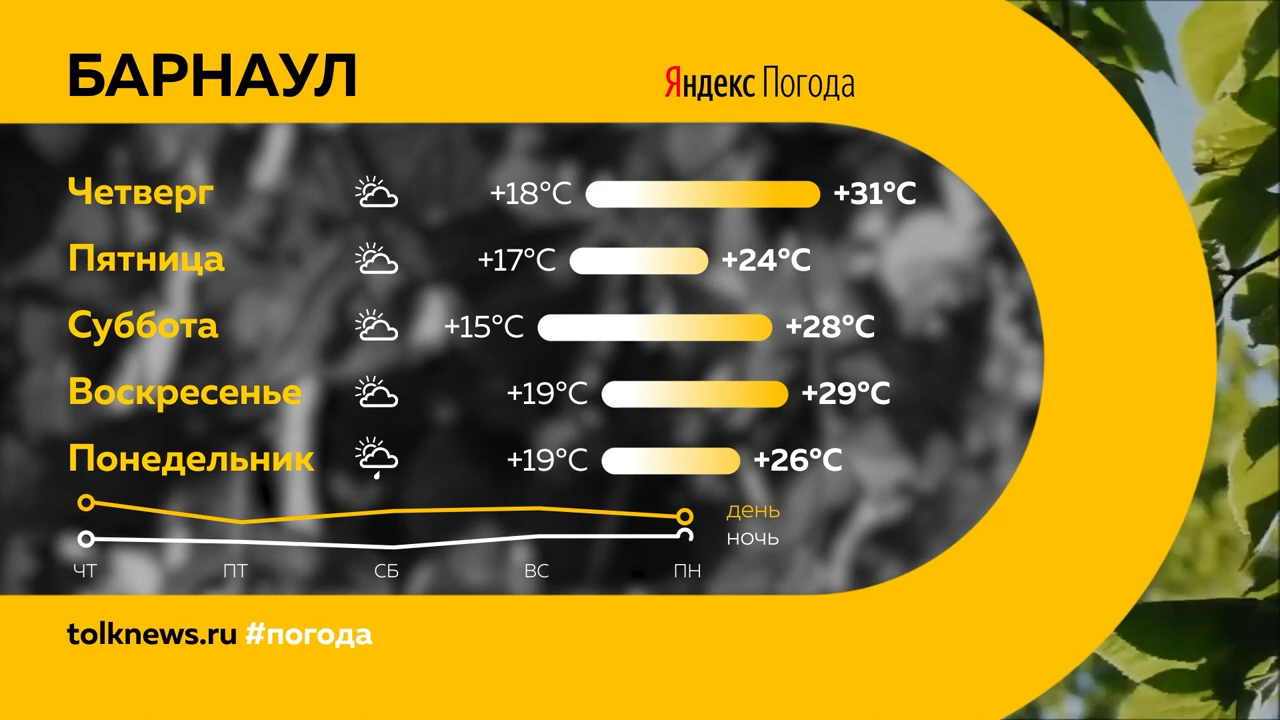 БАРНАУЛ
Яндекс Погода
Четверг +18°C +31°C
Пятница +17°C +24°C
Суббота +15°C +28°C
Воскресенье +19°C +29°C
Понедельник +19°C +26°C
день
ночь
ЧТ ПТ СБ ВС ПН
tolknews.ru #погода